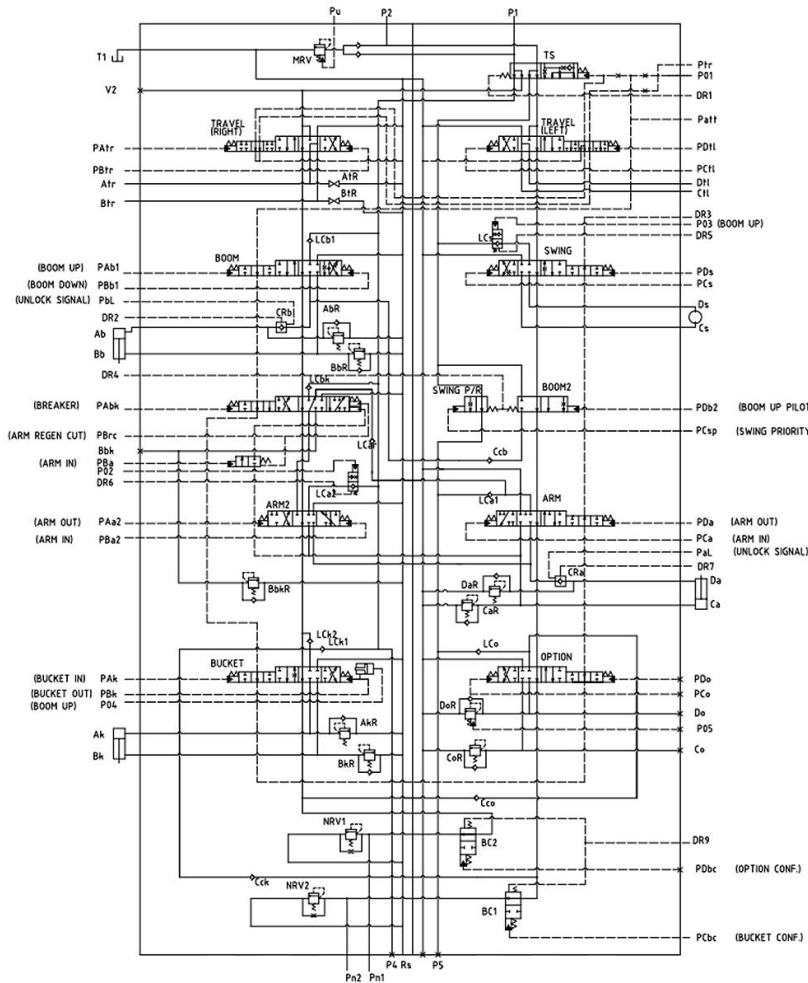 Pu
P2
P1
T1
MRV
TS
Ptr
P01
V2
DR1
TRAVEL
(RIGHT)
TRAVEL
(LEFT)
Patt
PAtr
PDtl
PBtr
PCtl
Atr
AtR
Dtl
Btr
BtR
Ctl
DR3
P03 (BOOM UP)
LCb1
LCs
DR5
BOOM
SWING
(BOOM UP) PAb1
PDs
(BOOM DOWN) PBb1
PCs
(UNLOCK SIGNAL) PbL
DR2
CRb
AbR
Ds
Ab
Cs
Bb
BbR
DR4
LCbk
SWING P/R
BOOM2
(BREAKER) PAbk
PDb2 (BOOM UP PILOT
(ARM REGEN CUT) PBrc
PCsp (SWING PRIORITY
Bbk
LCar
Ccb
(ARM IN) PBa
P02
DR6
LCa2
LCa1
ARM2
ARM
(ARM OUT) PAa2
PDa (ARM OUT)
(ARM IN) PBa2
PCa (ARM IN)
PaL (UNLOCK SIGNAL)
CRa
DR7
BbkR
DaR
Da
CaR
Ca
LCk2
LCk1
LCo
BUCKET
OPTION
(BUCKET IN) PAk
PDo
(BUCKET OUT) PBk
PCo
(BOOM UP) P04
DoR
Do
Ak
AkR
P05
Bk
BkR
CoR
Co
Cco
NRV1
BC2
DR9
PDbc (OPTION CONF.)
Cck
NRV2
BC1
PCbc (BUCKET CONF.)
P4 Rs P5
Pn2 Pn1